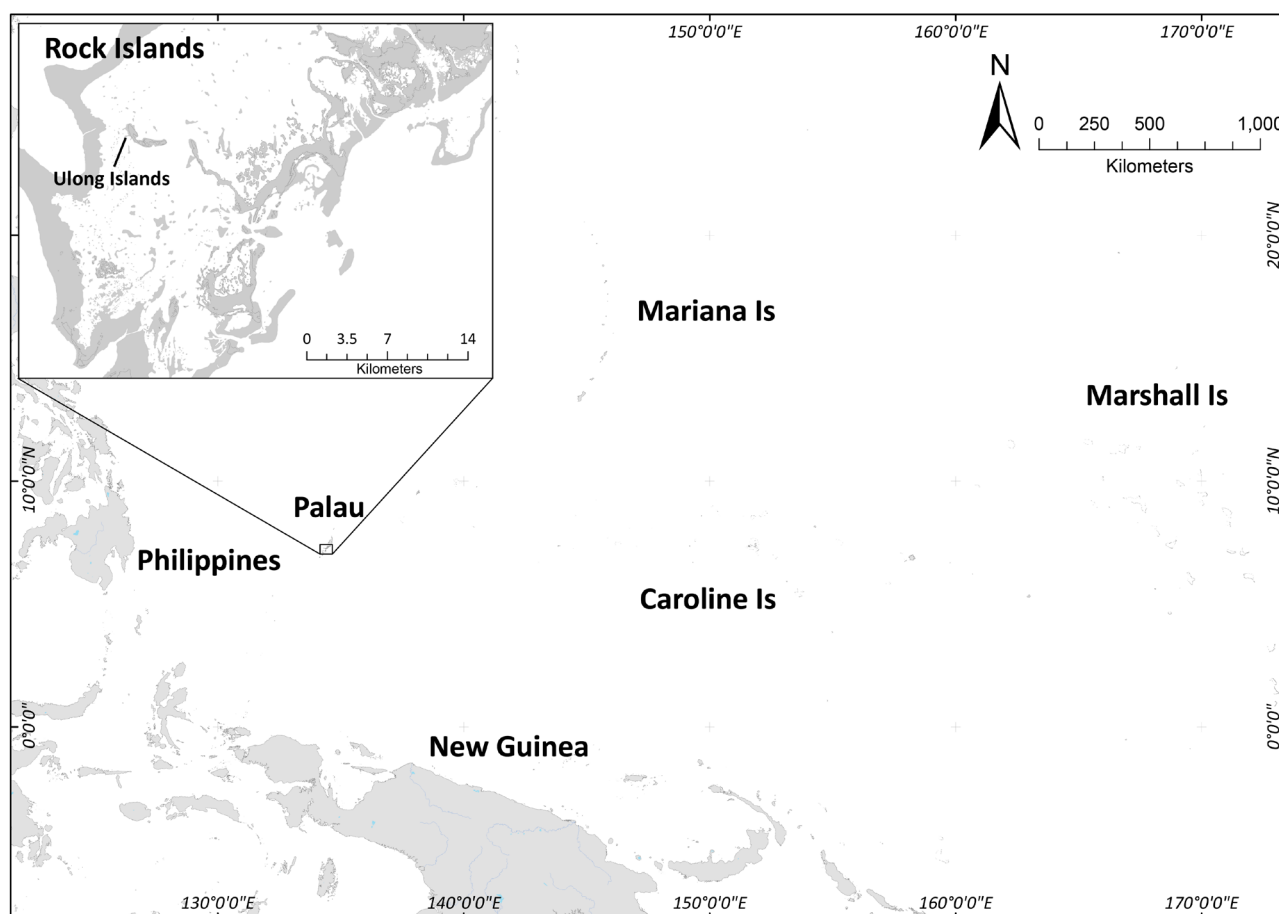 Rock Islands
Ulong Islands
0 3.5 7 14
Kilometers
150°0'0"E 160°0'0"E 170°0'0"E
N
0 250 500 1,000
Kilometers
20°0'0"N
Mariana Is
Marshall Is
10°0'0"N
10°0'0"N
Palau
Philippines
Caroline Is
0°0'0"
0°0'0"
New Guinea
130°0'0"E 140°0'0"E 150°0'0"E 160°0'0"E 170°0'0"E